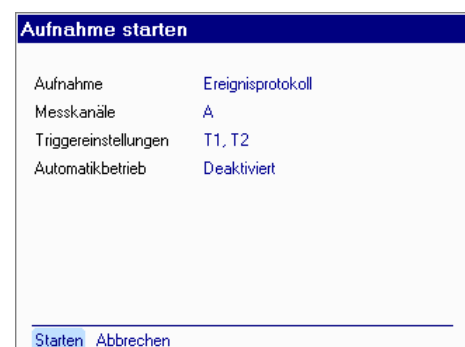 Aufnahme starten
Aufnahme Ereignisprotokoll
Messkanäle A
Triggereinstellungen T1, T2
Automatikbetrieb Deaktiviert
Starten Abbrechen